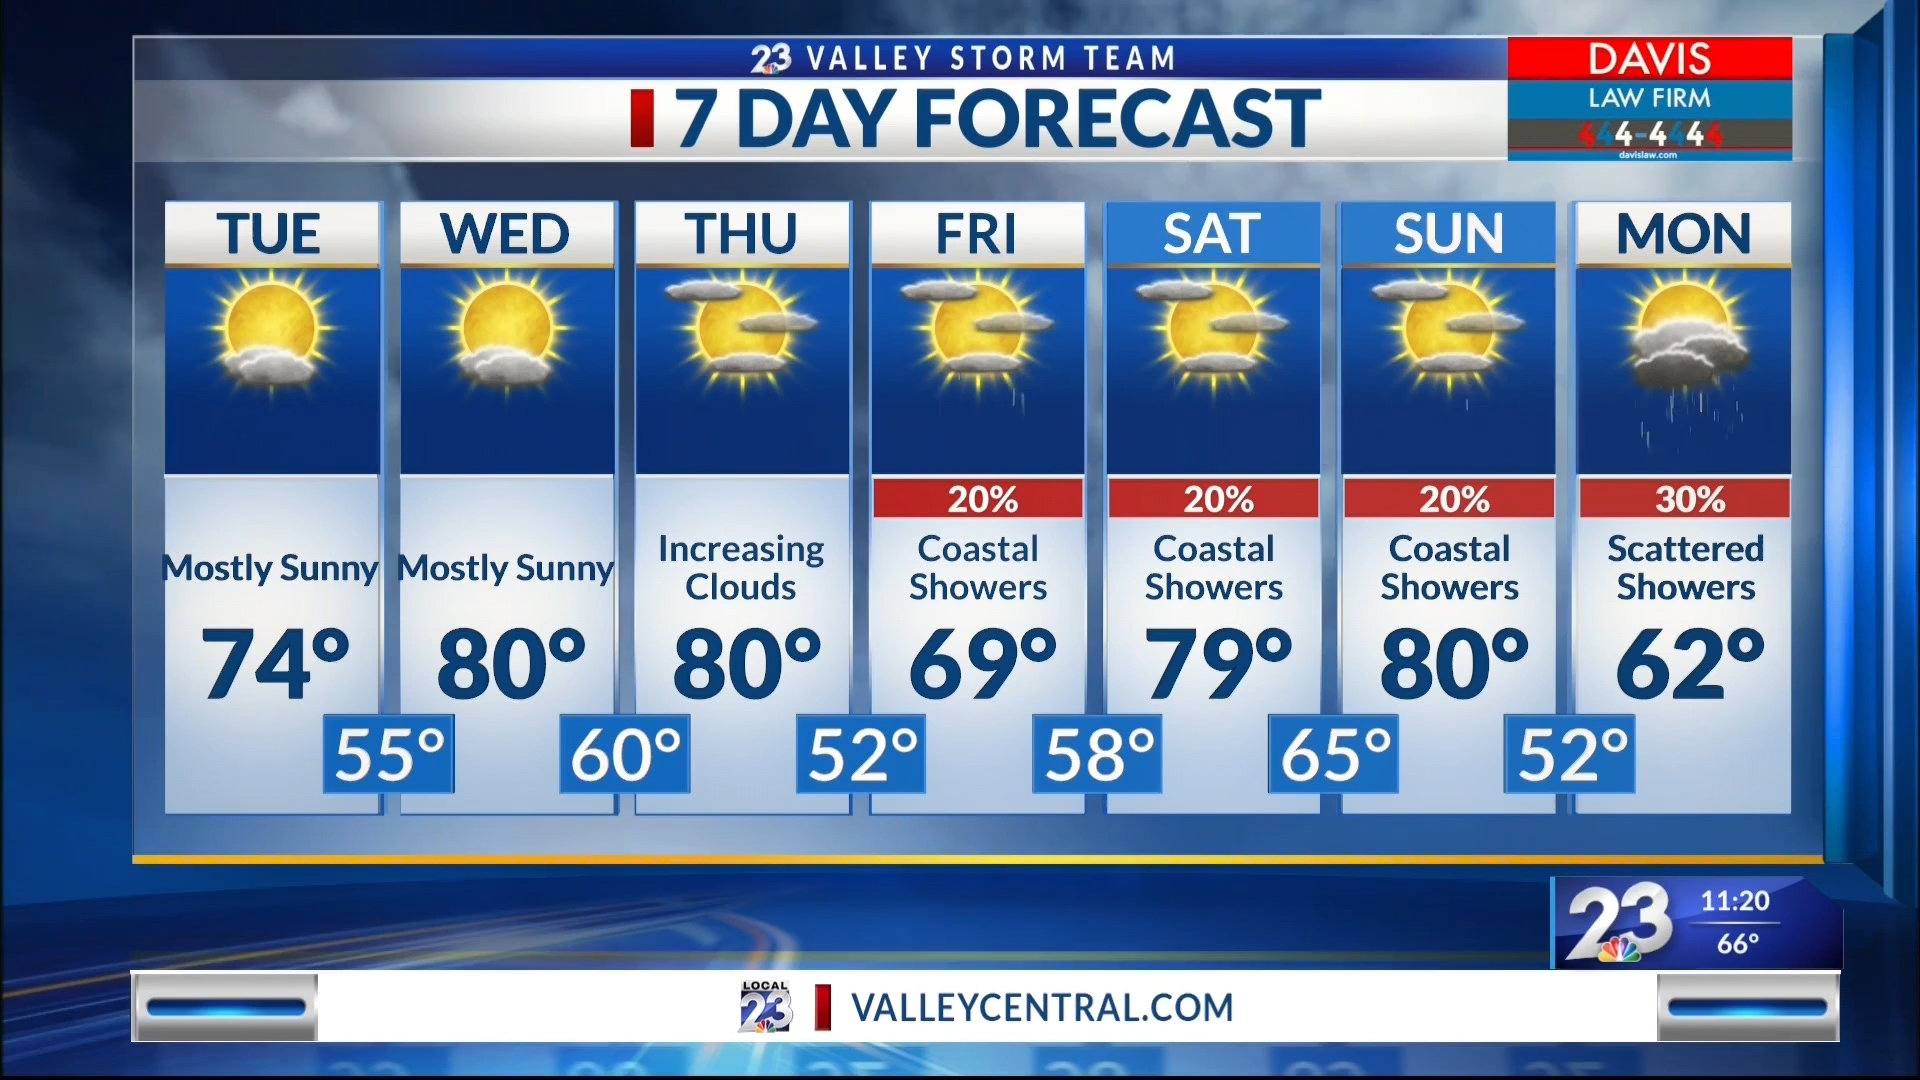 23 VALLEY STORM TEAM
7 DAY FORECAST
DAVIS
LAW FIRM
444-4444
davislaw.com
TUE
WED
THU
FRI
SAT
SUN
MON
20%
20%
20%
30%
Mostly Sunny
Mostly Sunny
Increasing
Clouds
Coastal
Showers
Coastal
Showers
Coastal
Showers
Scattered
Showers
74°
80°
80°
69°
79°
80°
62°
55°
60°
52°
58°
65°
52°
23
11:20
66°
LOCAL
23
VALLEYCENTRAL.COM